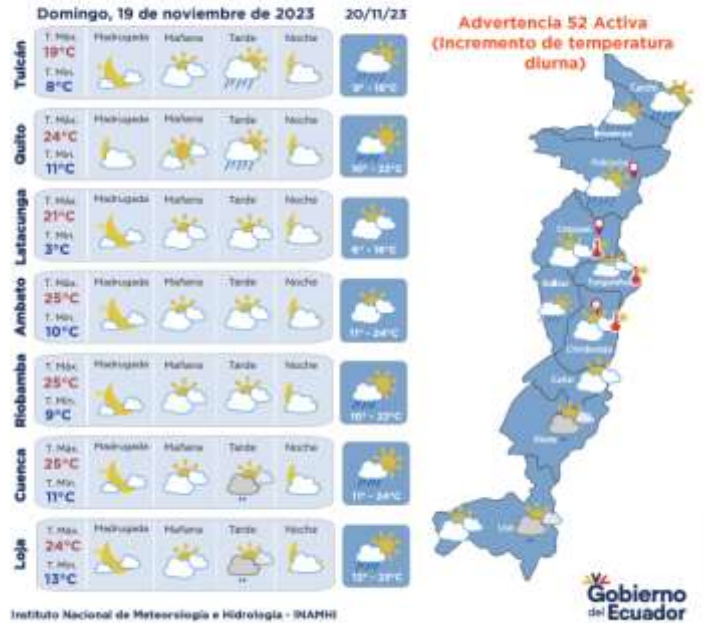 Domingo, 19 de noviembre de 2023
20/11/23
Advertencia 52 Activa
(Incremento de temperatura
diurna)
Tulcán
T. Máx.
19°C
T. Mín.
8°C
Madrugada
Mañana
Tarde
Noche
Quito
T. Máx.
24°C
T. Mín.
11°C
Madrugada
Mañana
Tarde
Noche
10° - 22°C
Latacunga
T. Máx.
21°C
T. Mín.
3°C
Madrugada
Mañana
Tarde
Noche
Ambato
T. Máx.
25°C
T. Mín.
10°C
Madrugada
Mañana
Tarde
Noche
11° - 24°C
Riobamba
T. Máx.
25°C
T. Mín.
9°C
Madrugada
Mañana
Tarde
Noche
Cuenca
T. Máx.
25°C
T. Mín.
11°C
Madrugada
Mañana
Tarde
Noche
11° - 24°C
Loja
T. Máx.
24°C
T. Mín.
13°C
Madrugada
Mañana
Tarde
Noche
Carchi
Pichincha
Cotopaxi
Tungurahua
Bolívar
Chimborazo
Cañar
Loja
Instituto Nacional de Meteorología e Hidrología - INAMHI
Gobierno
del Ecuador